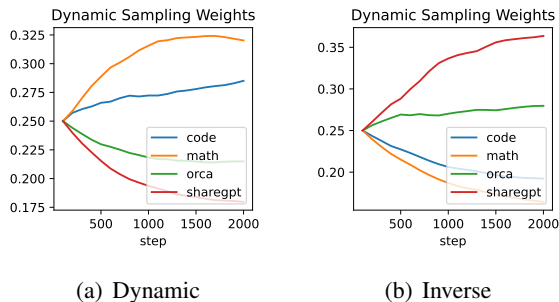 Dynamic Sampling Weights
0.325
0.300
0.275
0.250
0.225
0.200
0.175
code
math
orca
sharegpt
500 1000 1500 2000
step
(a) Dynamic
Dynamic Sampling Weights
0.35
0.30
0.25
0.20
code
math
orca
sharegpt
500 1000 1500 2000
step
(b) Inverse